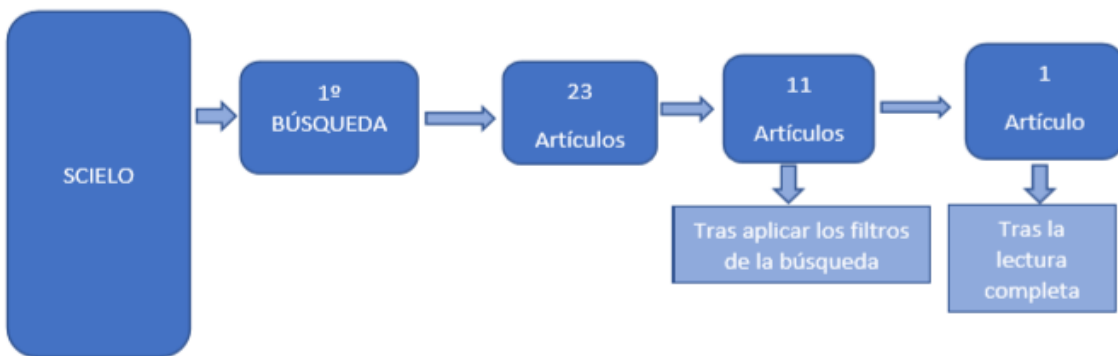 SCIELO
1º
BÚSQUEDA
23
Artículos
11
Artículos
1
Artículo
Tras aplicar los filtros
de la búsqueda
Tras la
lectura
completa